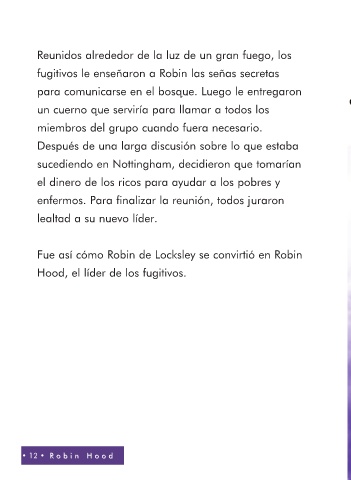 Reunidos alrededor de la luz de un gran fuego, los
fugitivos le enseñaron a Robin las señas secretas
para comunicarse en el bosque. Luego le entregaron
un cuerno que serviría para llamar a todos los
miembros del grupo cuando fuera necesario.
Después de una larga discusión sobre lo que estaba
sucediendo en Nottingham, decidieron que tomarían
el dinero de los ricos para ayudar a los pobres y
enfermos. Para finalizar la reunión, todos juraron
lealtad a su nuevo líder.
Fue así cómo Robin de Locksley se convirtió en Robin
Hood, el líder de los fugitivos.
• 12 • Robin Hood